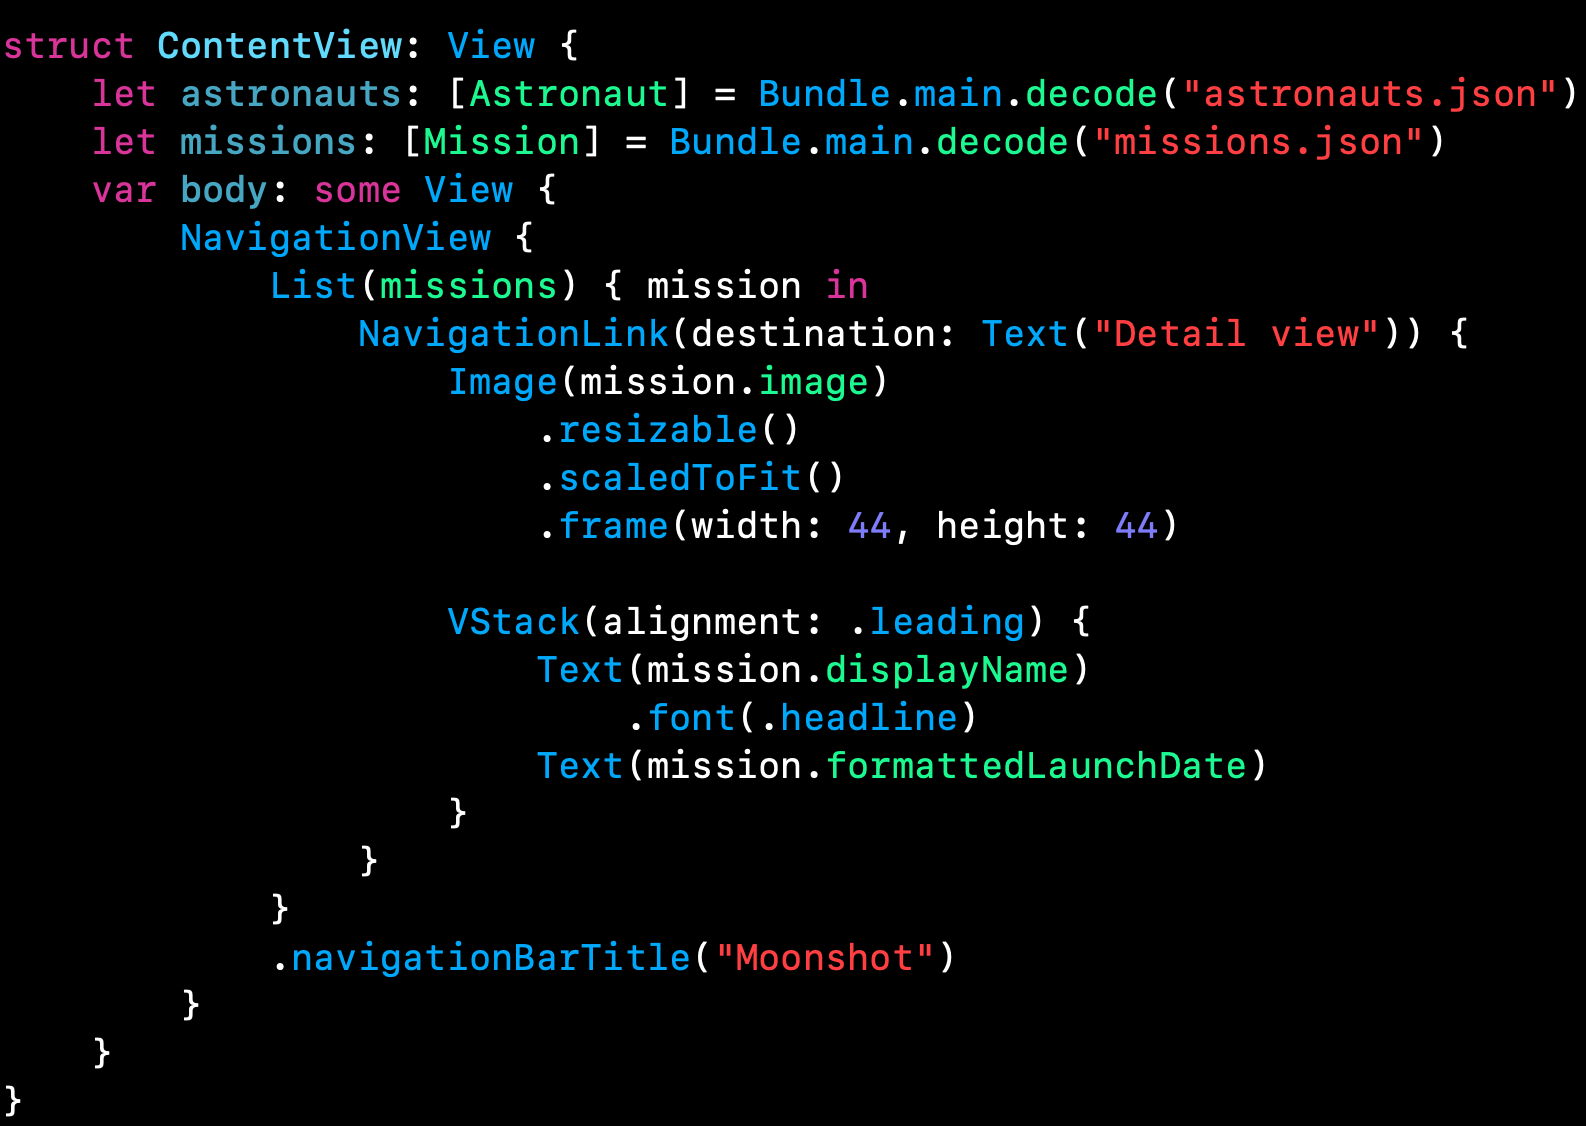 struct ContentView: View {
    let astronauts: [Astronaut] = Bundle.main.decode("astronauts.json")
    let missions: [Mission] = Bundle.main.decode("missions.json")
    var body: some View {
        NavigationView {
            List(missions) { mission in
                NavigationLink(destination: Text("Detail view")) {
                    Image(mission.image)
                        .resizable()
                        .scaledToFit()
                        .frame(width: 44, height: 44)

                    VStack(alignment: .leading) {
                        Text(mission.displayName)
                            .font(.headline)
                        Text(mission.formattedLaunchDate)
                    }
                }
            }
            .navigationBarTitle("Moonshot")
        }
    }
}